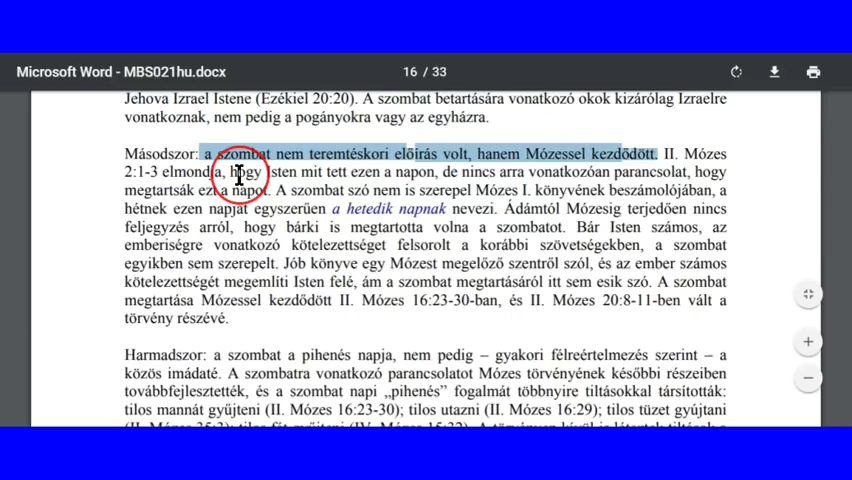 Microsoft Word - MBS021hu.docx
16 / 33
Jehova Izrael Istene (Ezékiel 20:20). A szombat betartására vonatkozó okok kizárólag Izraelre
vonatkoznak, nem pedig a pogányokra vagy az egyházra.
Másodszor: a szombat nem teremtéskori előírás volt, hanem Mózessel kezdődött. II. Mózes
2:1-3 elmondja, hogy Isten mit tett ezen a napon, de nincs arra vonatkozóan parancsolat, hogy
megtartsák ezt a napot. A szombat szó nem is szerepel Mózes I. könyvének beszámolójában, a
hétnek ezen napját egyszerűen a hetedik napnak nevezi. Ádámtól Mózesig terjedően nincs
feljegyzés arról, hogy bárki is megtartotta volna a szombatot. Bár Isten számos, az
emberiségre vonatkozó kötelezettséget felsorolt a korábbi szövetségekben, a szombat
egyikben sem szerepelt. Jób könyve egy Mózest megelőző szentről szól, és az ember számos
kötelezettségét megemlíti Isten felé, ám a szombat megtartásáról itt sem esik szó. A szombat
megtartása Mózessel kezdődött II. Mózes 16:23-30-ban, és II. Mózes 20:8-11-ben vált a
törvény részévé.
Harmadszor: a szombat a pihenés napja, nem pedig – gyakori félreértelmezés szerint – a
közös imádaté. A szombatra vonatkozó parancsolatot Mózes törvényének későbbi részeiben
továbbfejlesztették, és a szombat napi „pihenés” fogalmát többnyire tiltásokkal társították:
tilos mannát gyűjteni (II. Mózes 16:23-30); tilos utazni (II. Mózes 16:29); tilos tüzet gyújtani